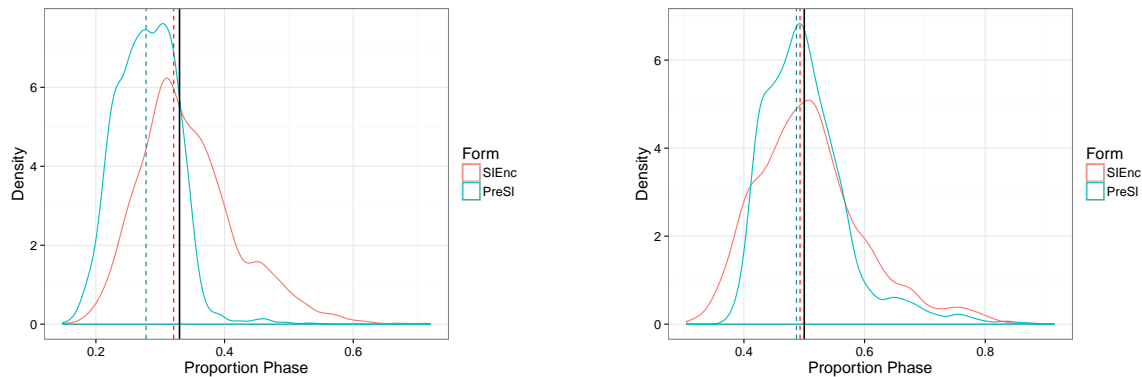 6
4
2
0
Density
0.2 0.4 0.6
Proportion Phase
Form
SIEnc
PreSI
6
4
2
0
Density
0.4 0.6 0.8
Proportion Phase
Form
SIEnc
PreSI